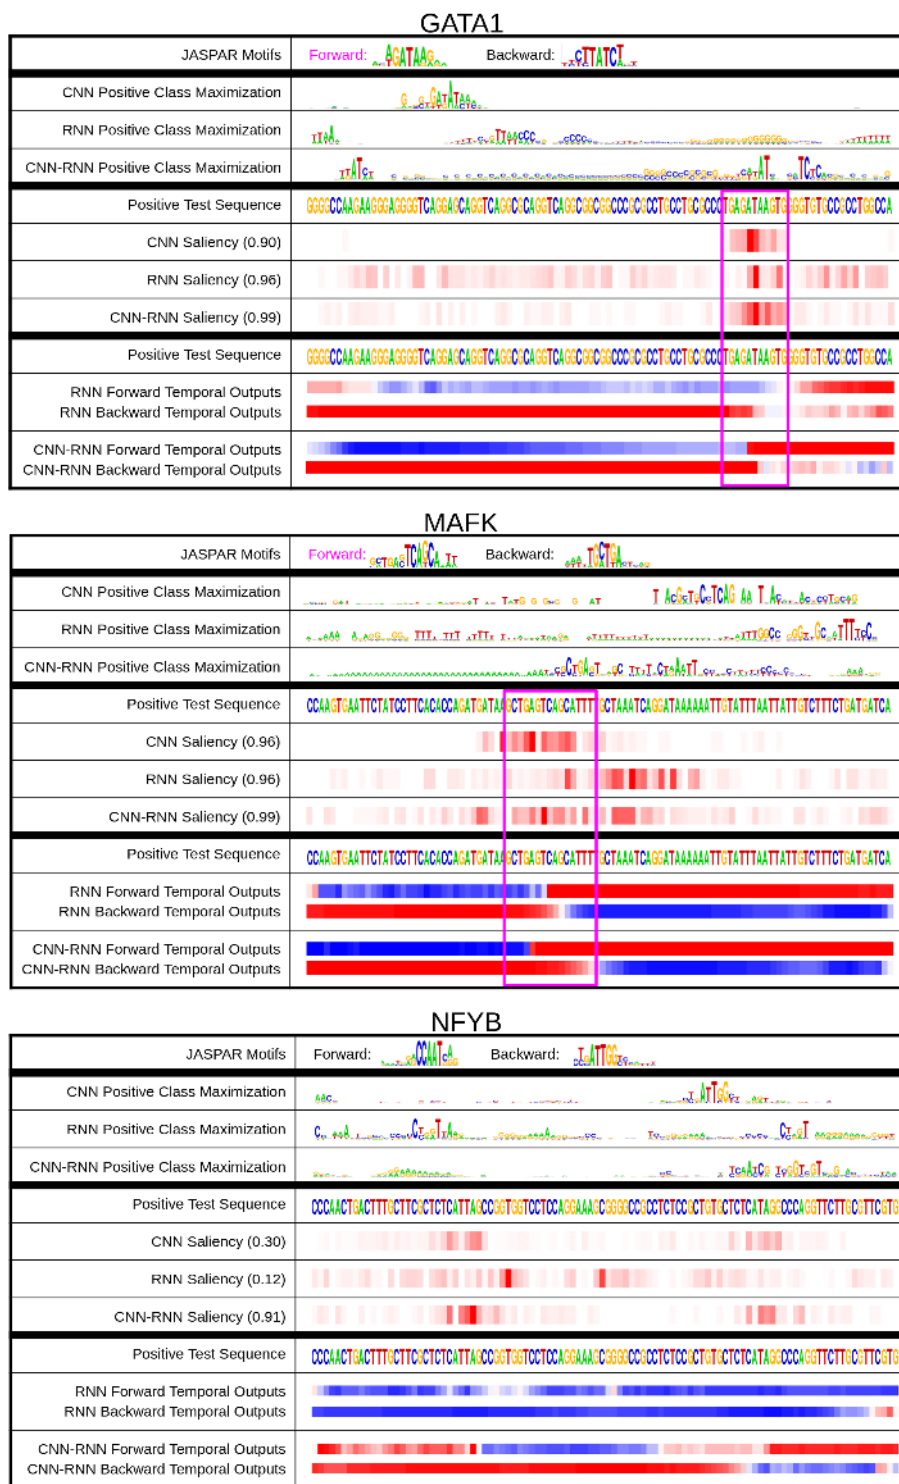 GATA1
JASPAR Motifs Forward: Backward:
CNN Positive Class Maximization
RNN Positive Class Maximization
CNN-RNN Positive Class Maximization
Positive Test Sequence GGGGCCAAGAAGGGAGGGGTCAGGAGCAGGTCAGGCGCAGGTCAGGCGGCGGCCCGCGCCTGCCTGCGCCCTGAGATAAGTGGGGTGTGCCGCCTGGCCA
CNN Saliency (0.90)
RNN Saliency (0.96)
CNN-RNN Saliency (0.99)
Positive Test Sequence GGGGCCAAGAAGGGAGGGGTCAGGAGCAGGTCAGGCGCAGGTCAGGCGGCGGCCCGCGCCTGCCTGCGCCCTGAGATAAGTGGGGTGTGCCGCCTGGCCA
RNN Forward Temporal Outputs
RNN Backward Temporal Outputs
CNN-RNN Forward Temporal Outputs
CNN-RNN Backward Temporal Outputs
MAFK
JASPAR Motifs Forward: Backward:
CNN Positive Class Maximization
RNN Positive Class Maximization
CNN-RNN Positive Class Maximization
Positive Test Sequence CCAAGTGAATTCTATCCTTCACACCAGATGATAAGCTGAGTCAGCATTTTGCTAAATCAGGATAAAAAATTGTATTTAATTATTGTCTTTCTGATGATCA
CNN Saliency (0.96)
RNN Saliency (0.96)
CNN-RNN Saliency (0.99)
Positive Test Sequence CCAAGTGAATTCTATCCTTCACACCAGATGATAAGCTGAGTCAGCATTTTGCTAAATCAGGATAAAAAATTGTATTTAATTATTGTCTTTCTGATGATCA
RNN Forward Temporal Outputs
RNN Backward Temporal Outputs
CNN-RNN Forward Temporal Outputs
CNN-RNN Backward Temporal Outputs
NFYB
JASPAR Motifs Forward: Backward:
CNN Positive Class Maximization
RNN Positive Class Maximization
CNN-RNN Positive Class Maximization
Positive Test Sequence CCCAACTGACTTTGCTTCGCTCTCATTAGCCGGTGGTCCTCCAGGAAAGCGGGGCCGCCTCTCCGCTGTGCTCTCATAGGCCCAGGTTCTTGCGTTCGTG
CNN Saliency (0.30)
RNN Saliency (0.12)
CNN-RNN Saliency (0.91)
Positive Test Sequence CCCAACTGACTTTGCTTCGCTCTCATTAGCCGGTGGTCCTCCAGGAAAGCGGGGCCGCCTCTCCGCTGTGCTCTCATAGGCCCAGGTTCTTGCGTTCGTG
RNN Forward Temporal Outputs
RNN Backward Temporal Outputs
CNN-RNN Forward Temporal Outputs
CNN-RNN Backward Temporal Outputs